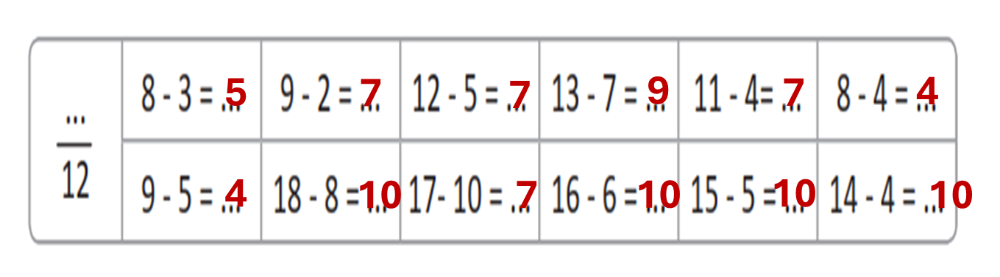 8 - 3 = ...5 9 - 2 = ...7 12 - 5 = ...7 13 - 7 = ...9 11 - 4= ...7 8 - 4 = ...4
...
12
9 - 5 = ...4 18 - 8 =...10 17- 10 = ...7 16 - 6 =...10 15 - 5 =...10 14 - 4 = ...10